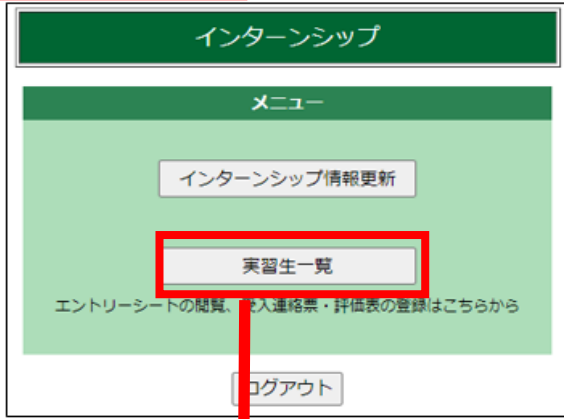 インターンシップ
メニュー
インターンシップ情報更新
実習生一覧
エントリーシートの閲覧、受入連絡票・評価表の登録はこちらから
ログアウト